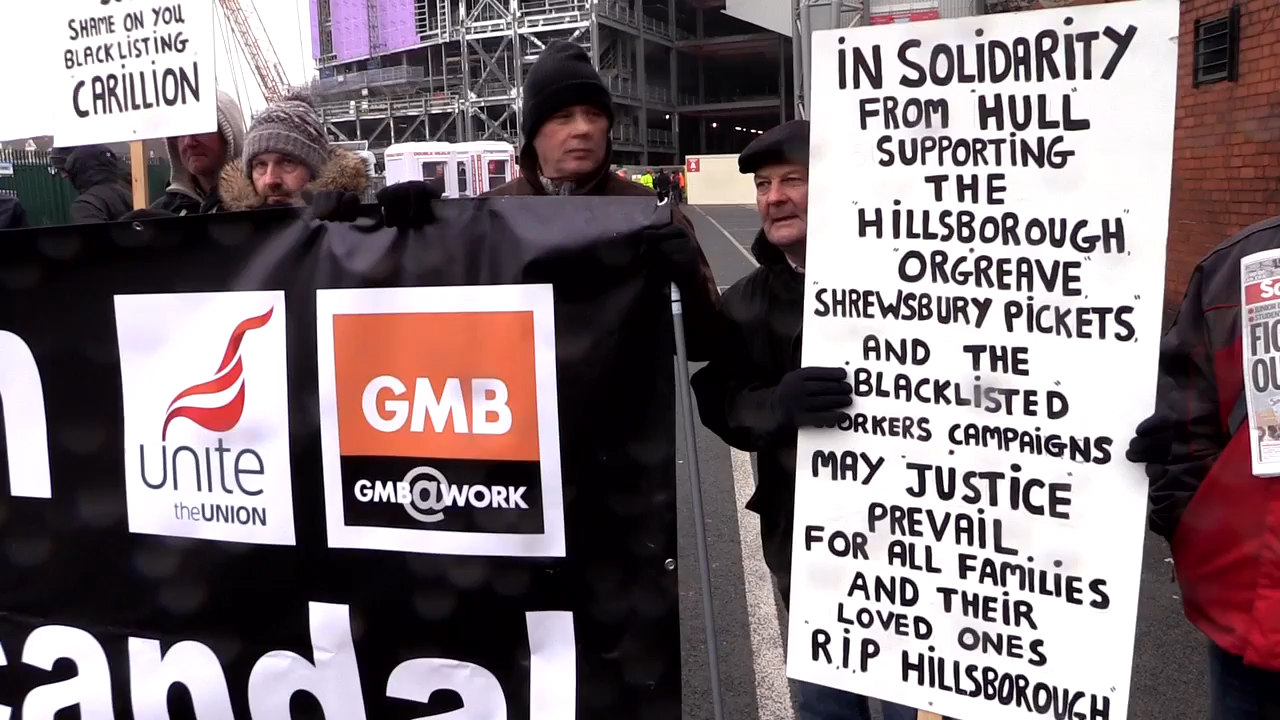 SHAME ON YOU
BLACKLISTING
"CARILLION"
unite
theUNION
GMB
GMB@WORK
andal
IN SOLIDARITY
FROM "HULL"
SUPPORTING
THE
"HILLSBOROUGH,
"ORGREAVE,"
"SHREWSBURY PICKETS,"
AND THE
BLACKLISTED
WORKERS CAMPAIGNS
MAY JUSTICE
PREVAIL
FOR ALL FAMILIES
AND THEIR
LOVED ONES
"R.I.P HILLSBOROUGH"